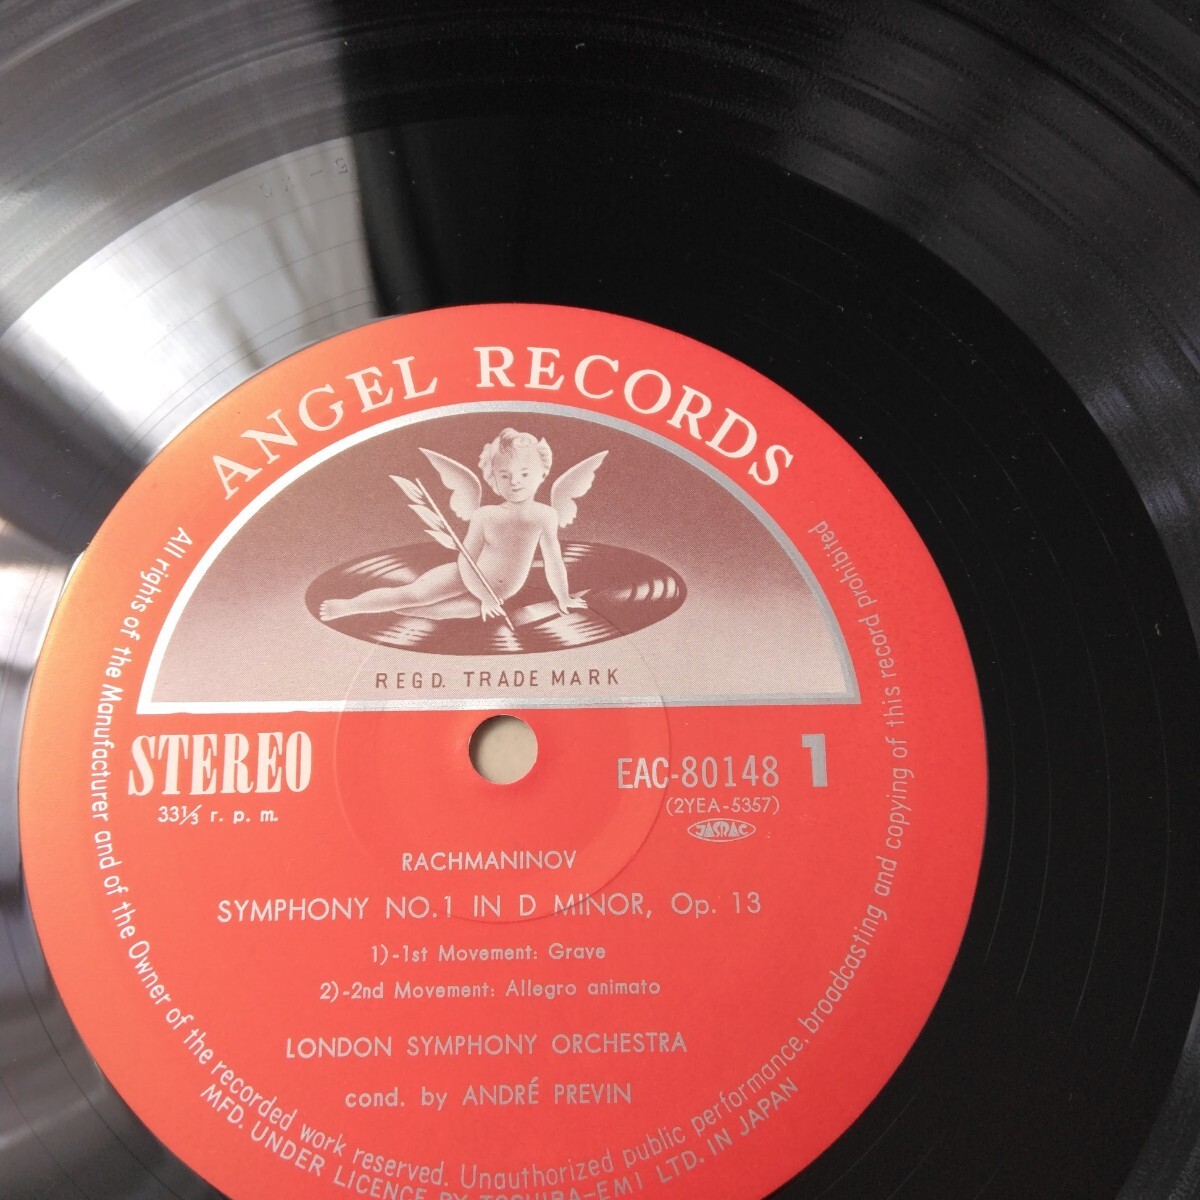 ANGEL RECORDS
REGD. TRADE MARK
STEREO
33⅓ r. p. m.
EAC-80148 1
(2YEA-5357)
JASRAC
RACHMANINOV
SYMPHONY NO.1 IN D MINOR, Op. 13
1)-1st Movement: Grave
2)-2nd Movement: Allegro animato
LONDON SYMPHONY ORCHESTRA
cond. by ANDRÉ PREVIN
All rights of the Manufacturer and of the Owner of the recorded work reserved. Unauthorized public performance, broadcasting and copying of this record prohibited
MFD. UNDER LICENCE BY TOSHIBA-EMI LTD. IN JAPAN